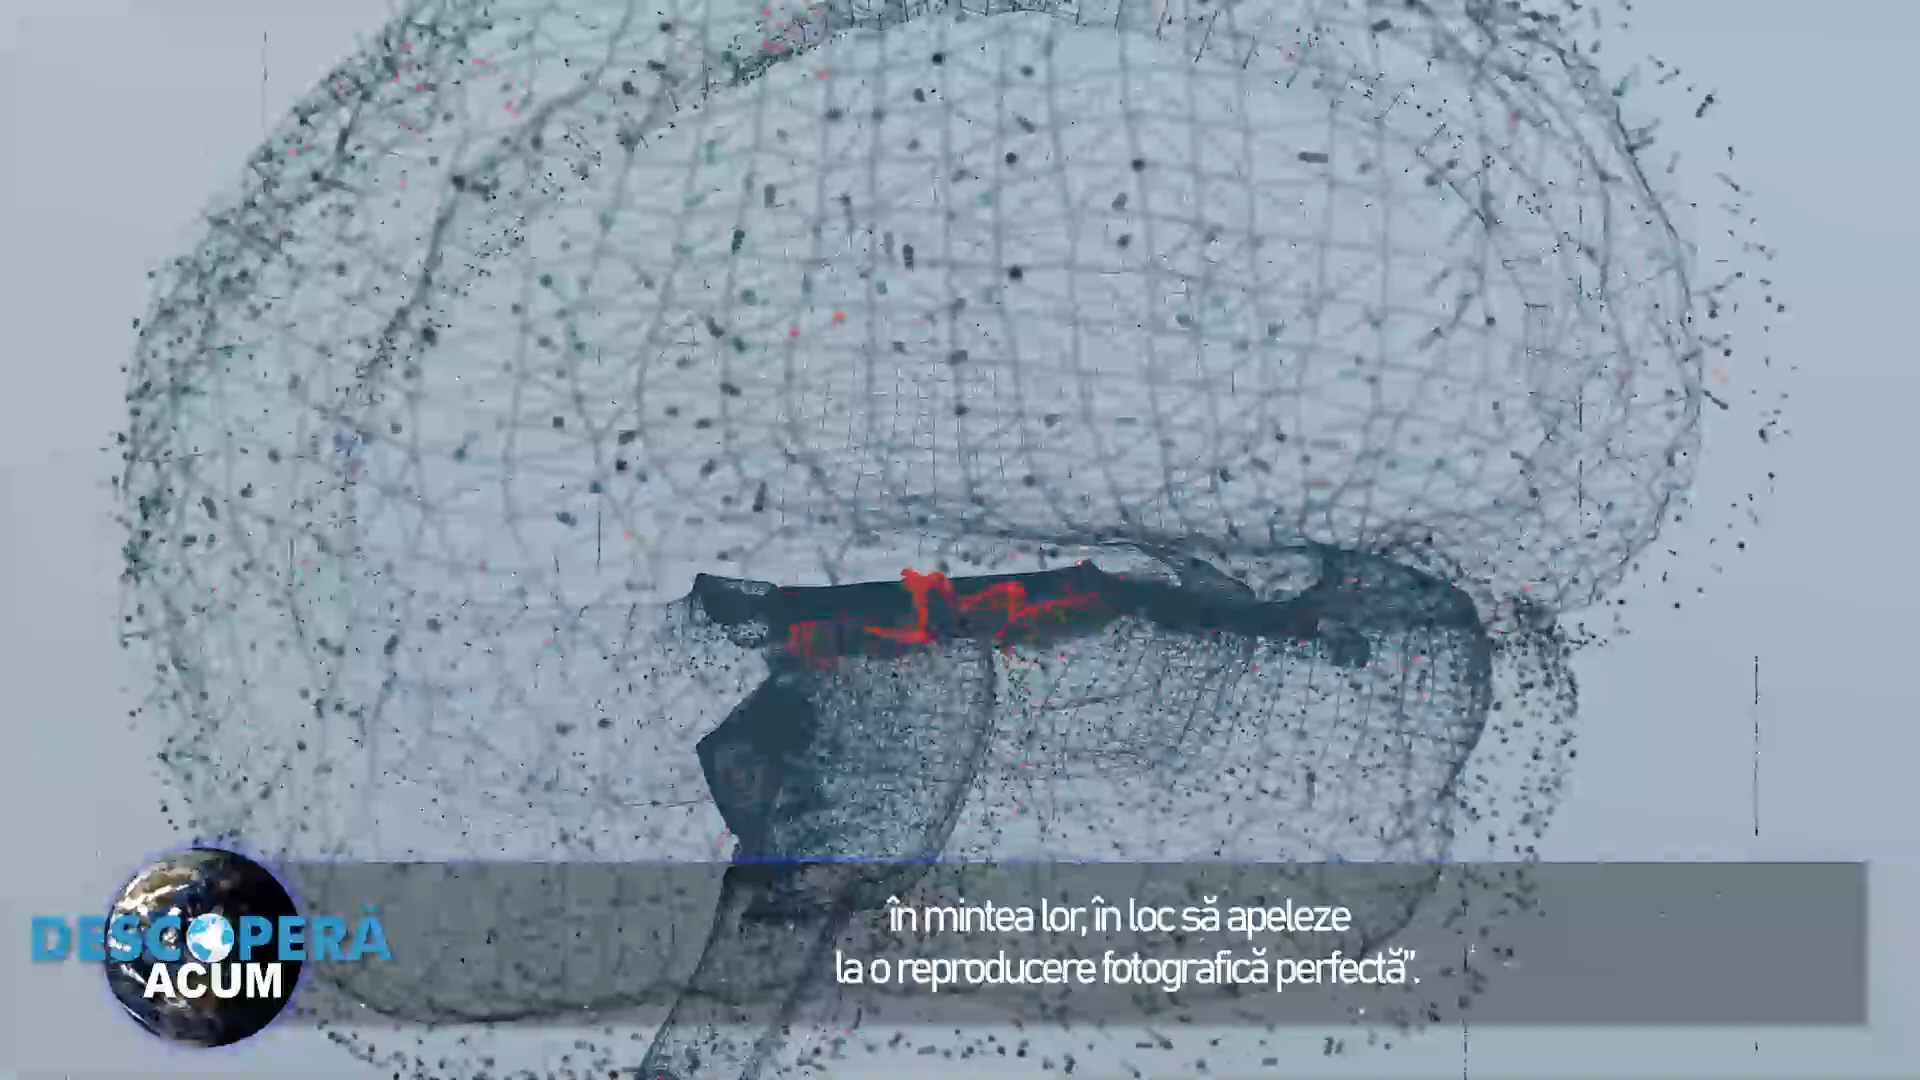 în mintea lor, în loc să apeleze
la o reproducere fotografică perfectă”.
DESCOPERĂ
ACUM